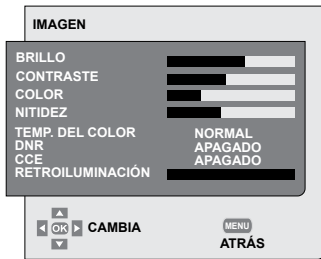 IMAGEN
BRILLO
CONTRASTE
COLOR
NITIDEZ
TEMP. DEL COLOR NORMAL
DNR APAGADO
CCE APAGADO
RETROILUMINACIÓN
OK CAMBIA MENU
ATRÁS